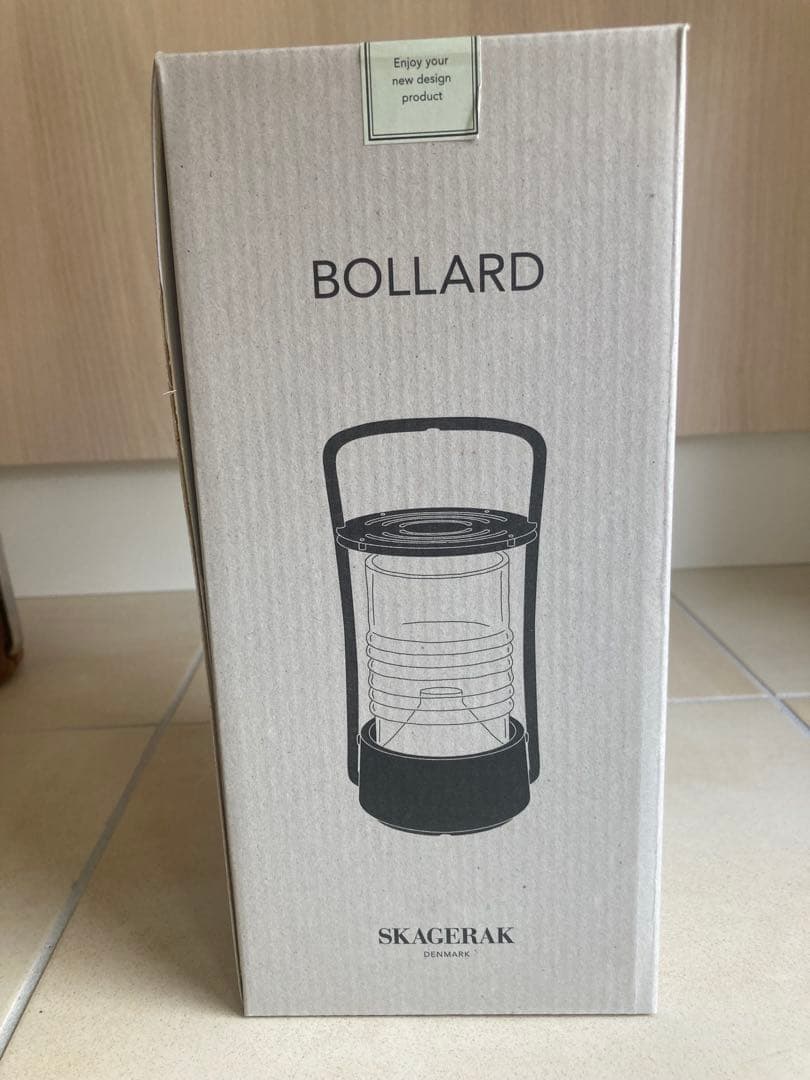 Enjoy your
new design
product
BOLLARD
SKAGERAK
DENMARK